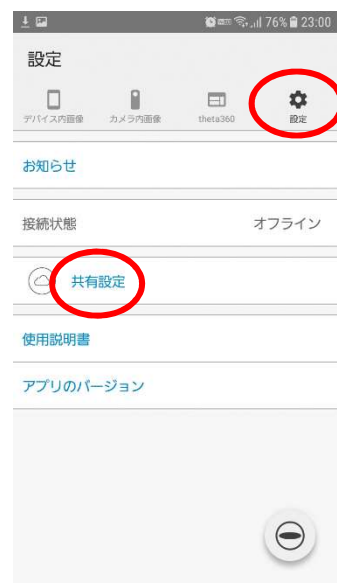 76% 23:00
設定
デバイス内画像 カメラ内画像 theta360 設定
お知らせ
接続状態 オフライン
共有設定
使用説明書
アプリのバージョン